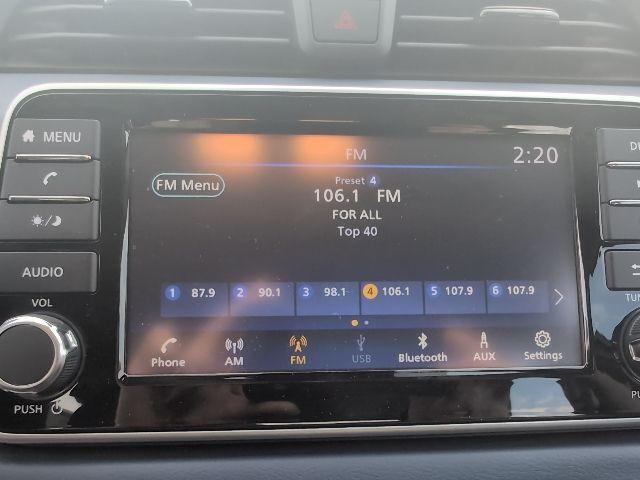 MENU
FM
2:20
FM Menu
Preset 4
106.1 FM
FOR ALL
Top 40
AUDIO
1 87.9 2 90.1 3 98.1 4 106.1 5 107.9 6 107.9
VOL
Phone AM FM USB Bluetooth AUX Settings
PUSH